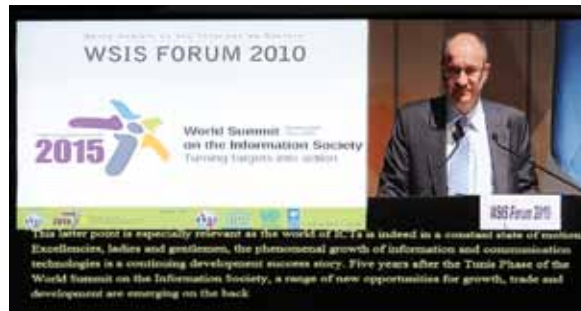 WSIS FORUM 2010
2015
World Summit
on the Information Society
Turning targets into action
WSIS Forum 2010
This latter point is especially relevant as the world of ICTs is indeed in a constant state of motion
Excellencies, ladies and gentlemen, the phenomenal growth of information and communication
technologies is a continuing development success story. Five years after the Tunis Phase of the
World Summit on the Information Society, a range of new opportunities for growth, trade and
development are emerging on the back